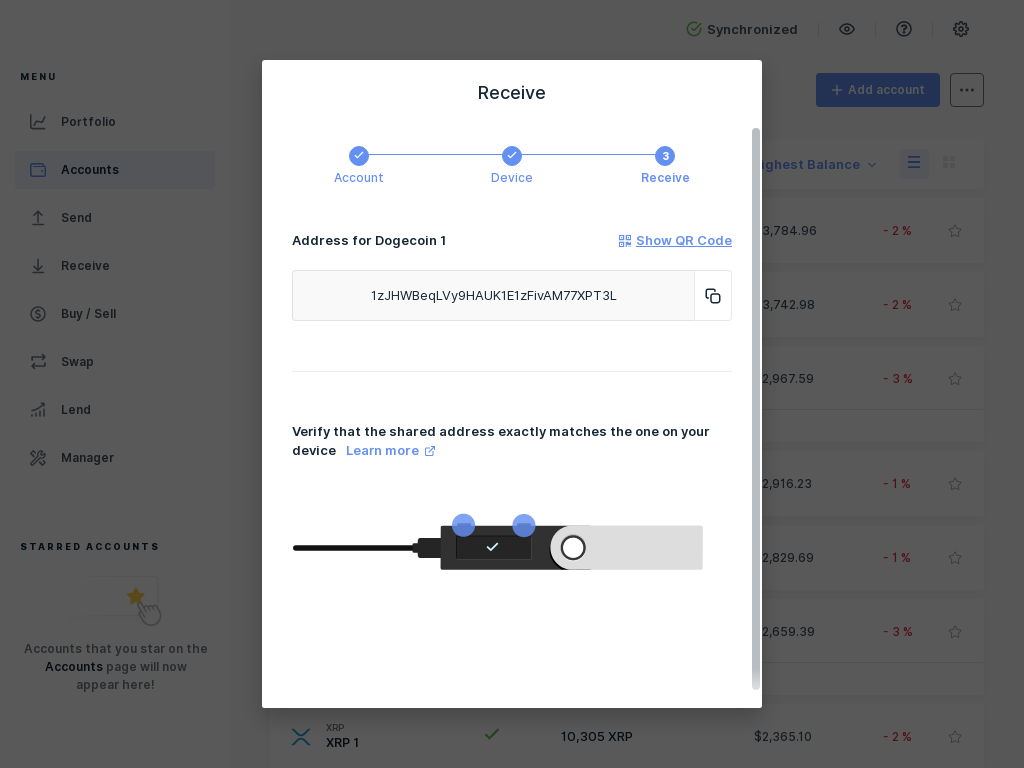 Synchronized
MENU
Portfolio
Accounts
Send
Receive
Buy / Sell
Swap
Lend
Manager
STARRED ACCOUNTS
Accounts that you star on the
Accounts page will now
appear here!
Add account
ighest Balance
3,784.96 - 2 %
3,742.98 - 2 %
2,967.59 - 3 %
2,916.23 - 1 %
2,829.69 - 1 %
2,659.39 - 3 %
XRP
XRP 1 10,305 XRP $2,365.10 - 2 %
Receive
Account
Device
3
Receive
Address for Dogecoin 1 Show QR Code
1zJHWBeqLVy9HAUK1E1zFivAM77XPT3L
Verify that the shared address exactly matches the one on your
device Learn more